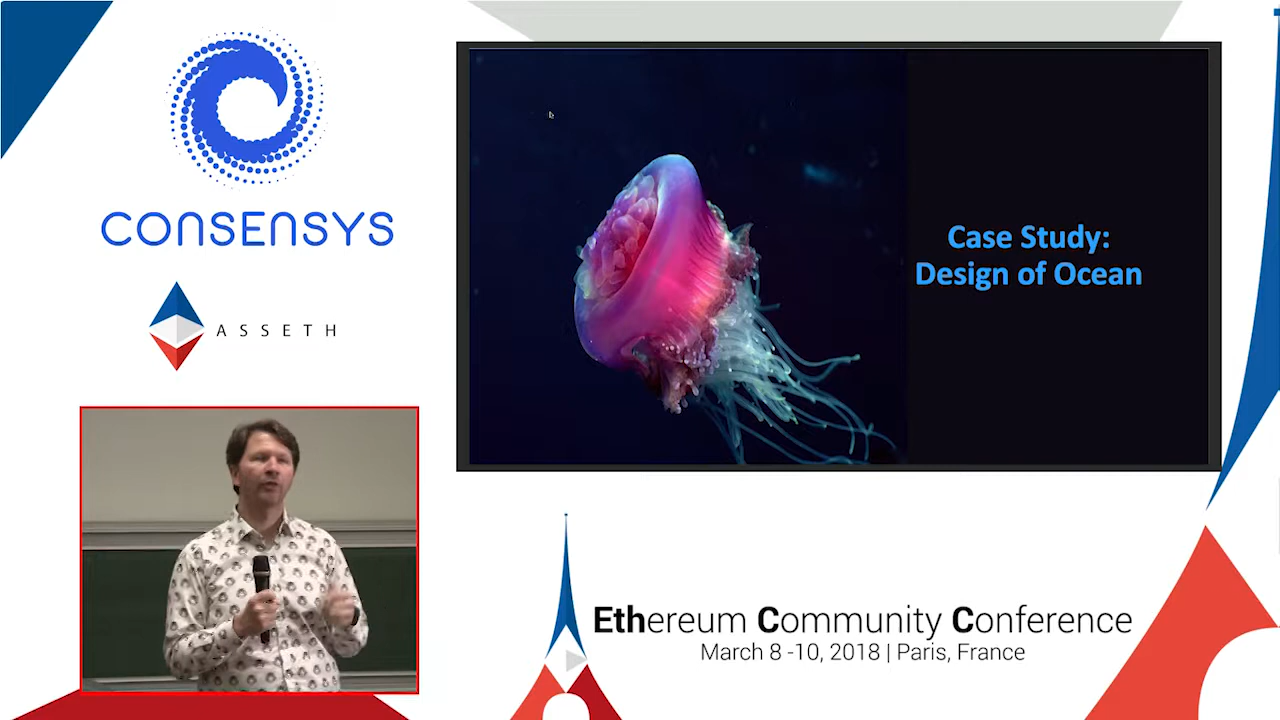 CONSENSYS
ASSETH
Case Study:
Design of Ocean
Ethereum Community Conference
March 8 -10, 2018 | Paris, France